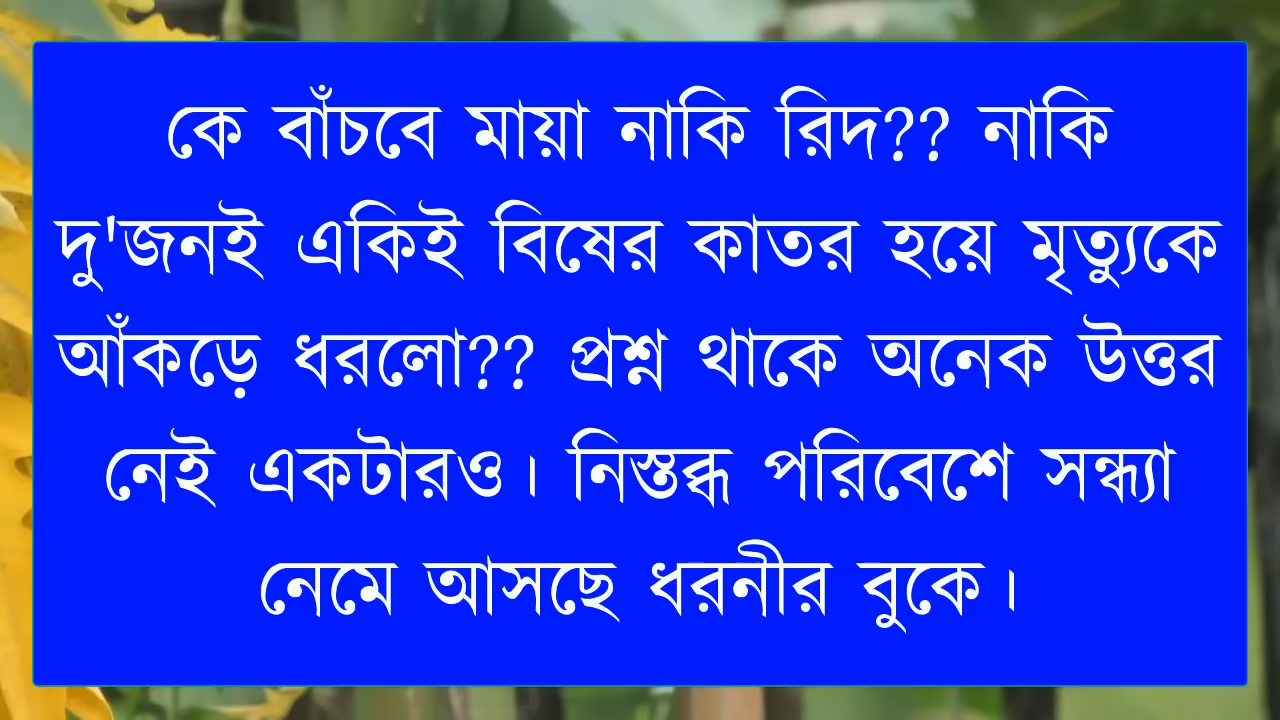 কে বাঁচবে মায়া নাকি রিদ?? নাকি
দু'জনই একিই বিষের কাতর হয়ে মৃত্যুকে
আঁকড়ে ধরলো?? প্রশ্ন থাকে অনেক উত্তর
নেই একটারও। নিস্তব্ধ পরিবেশে সন্ধ্যা
নেমে আসছে ধরনীর বুকে।